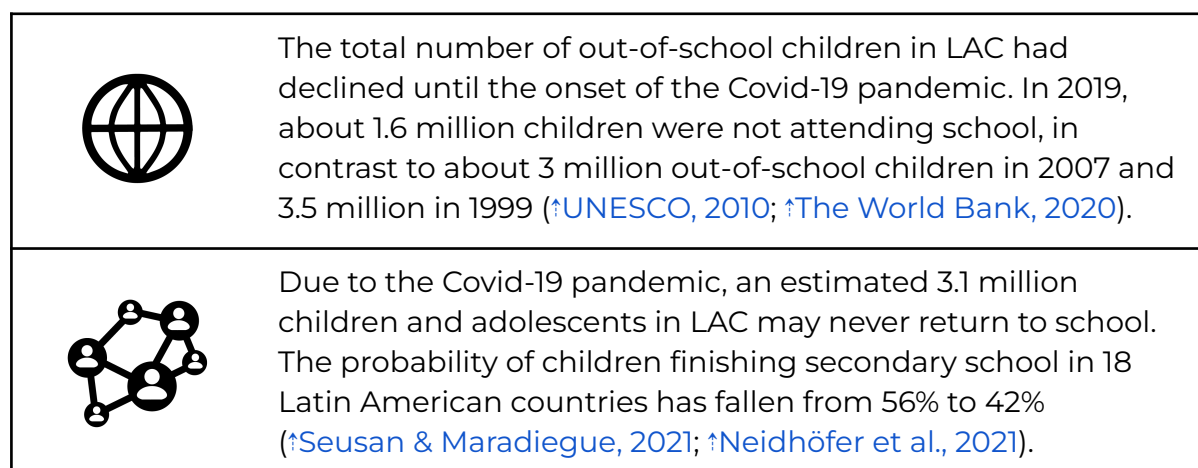 The total number of out-of-school children in LAC had
declined until the onset of the Covid-19 pandemic. In 2019,
about 1.6 million children were not attending school, in
contrast to about 3 million out-of-school children in 2007 and
3.5 million in 1999 (⇡UNESCO, 2010; ⇡The World Bank, 2020).
Due to the Covid-19 pandemic, an estimated 3.1 million
children and adolescents in LAC may never return to school.
The probability of children finishing secondary school in 18
Latin American countries has fallen from 56% to 42%
(⇡Seusan & Maradiegue, 2021; ⇡Neidhöfer et al., 2021).